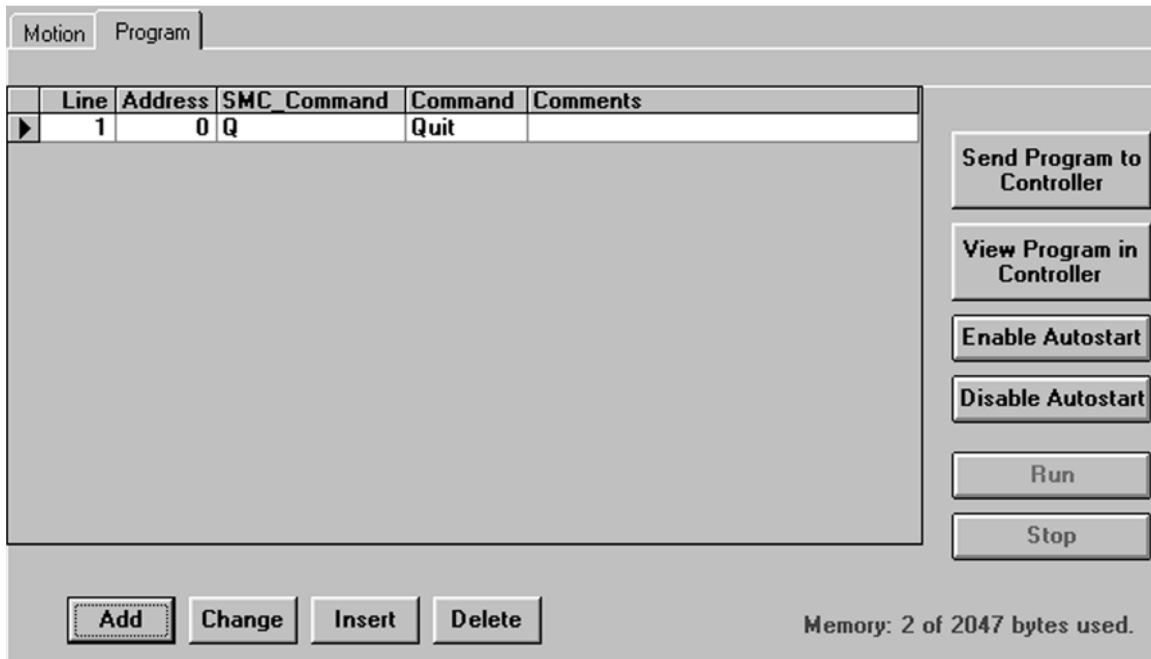 Motion Program
Line Address SMC_Command Command Comments
1 0 Q Quit
Send Program to
Controller
View Program in
Controller
Enable Autostart
Disable Autostart
Run
Stop
Add Change Insert Delete
Memory: 2 of 2047 bytes used.